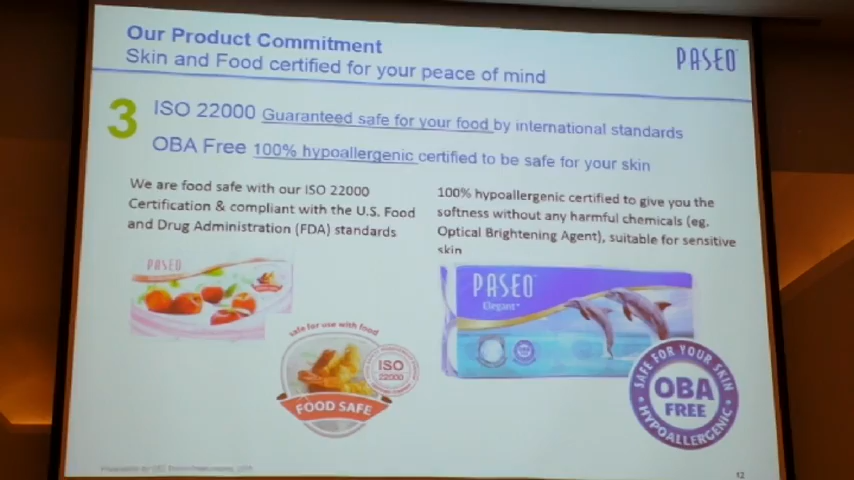 Our Product Commitment
Skin and Food certified for your peace of mind
PASEO
3
ISO 22000 Guaranteed safe for your food by international standards
OBA Free 100% hypoallergenic certified to be safe for your skin
We are food safe with our ISO 22000
Certification & compliant with the U.S. Food
and Drug Administration (FDA) standards
100% hypoallergenic certified to give you the
softness without any harmful chemicals (eg.
Optical Brightening Agent), suitable for sensitive
skin
PASEO
PASEO
Elegant
safe for use with food
ISO
22000
FOOD SAFE
SAFE FOR YOUR SKIN
OBA
FREE
HYPOALLERGENIC
12